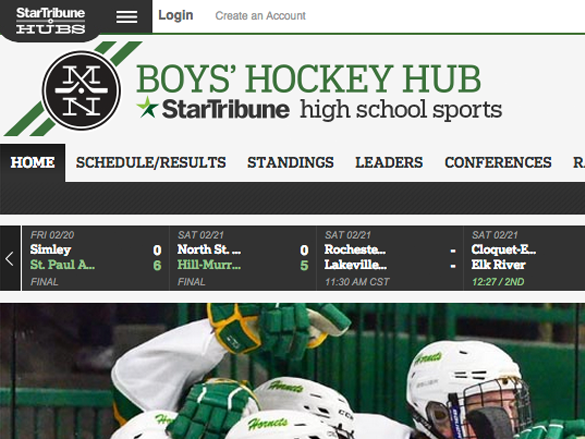 StarTribune
HUBS
Login
Create an Account
M
N
BOYS' HOCKEY HUB
StarTribune high school sports
HOME SCHEDULE/RESULTS STANDINGS LEADERS CONFERENCES R
FRI 02/20
Simley 0
St. Paul A... 6
FINAL
SAT 02/21
North St. ... 0
Hill-Murr... 5
FINAL
SAT 02/21
Rocheste... -
Lakeville... -
11:30 AM CST
SAT 02/21
Cloquet-E...
Elk River
12:27 / 2ND
Hornets
Hornets
Hornets